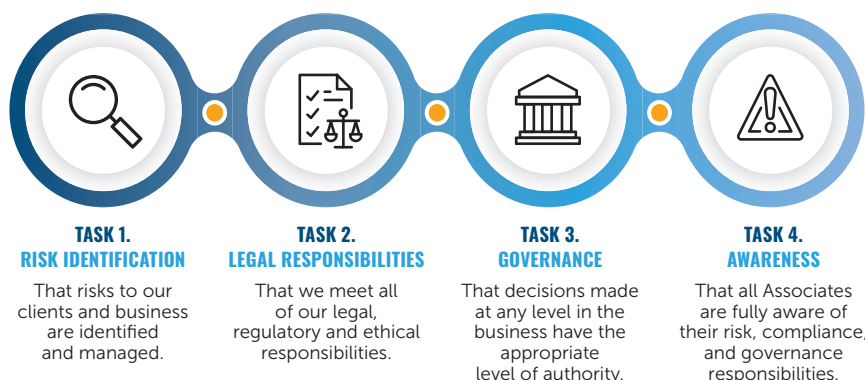 TASK 1.
RISK IDENTIFICATION
That risks to our
clients and business
are identified
and managed.
TASK 2.
LEGAL RESPONSIBILITIES
That we meet all
of our legal,
regulatory and ethical
responsibilities.
TASK 3.
GOVERNANCE
That decisions made
at any level in the
business have the
appropriate
level of authority.
TASK 4.
AWARENESS
That all Associates
are fully aware of
their risk, compliance,
and governance
responsibilities.